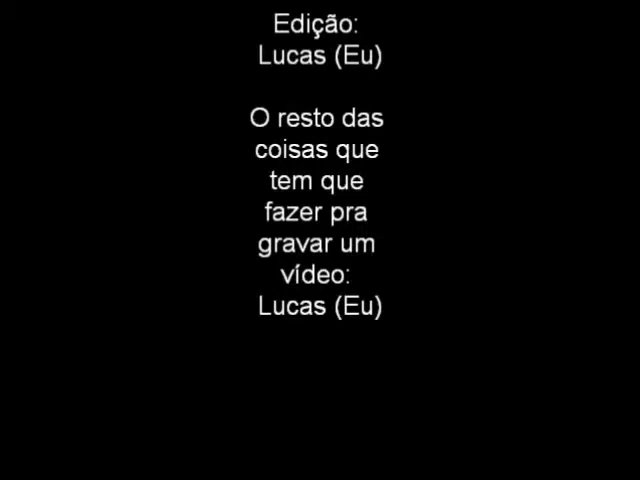 Edição:
Lucas (Eu)
O resto das
coisas que
tem que
fazer pra
gravar um
vídeo:
Lucas (Eu)